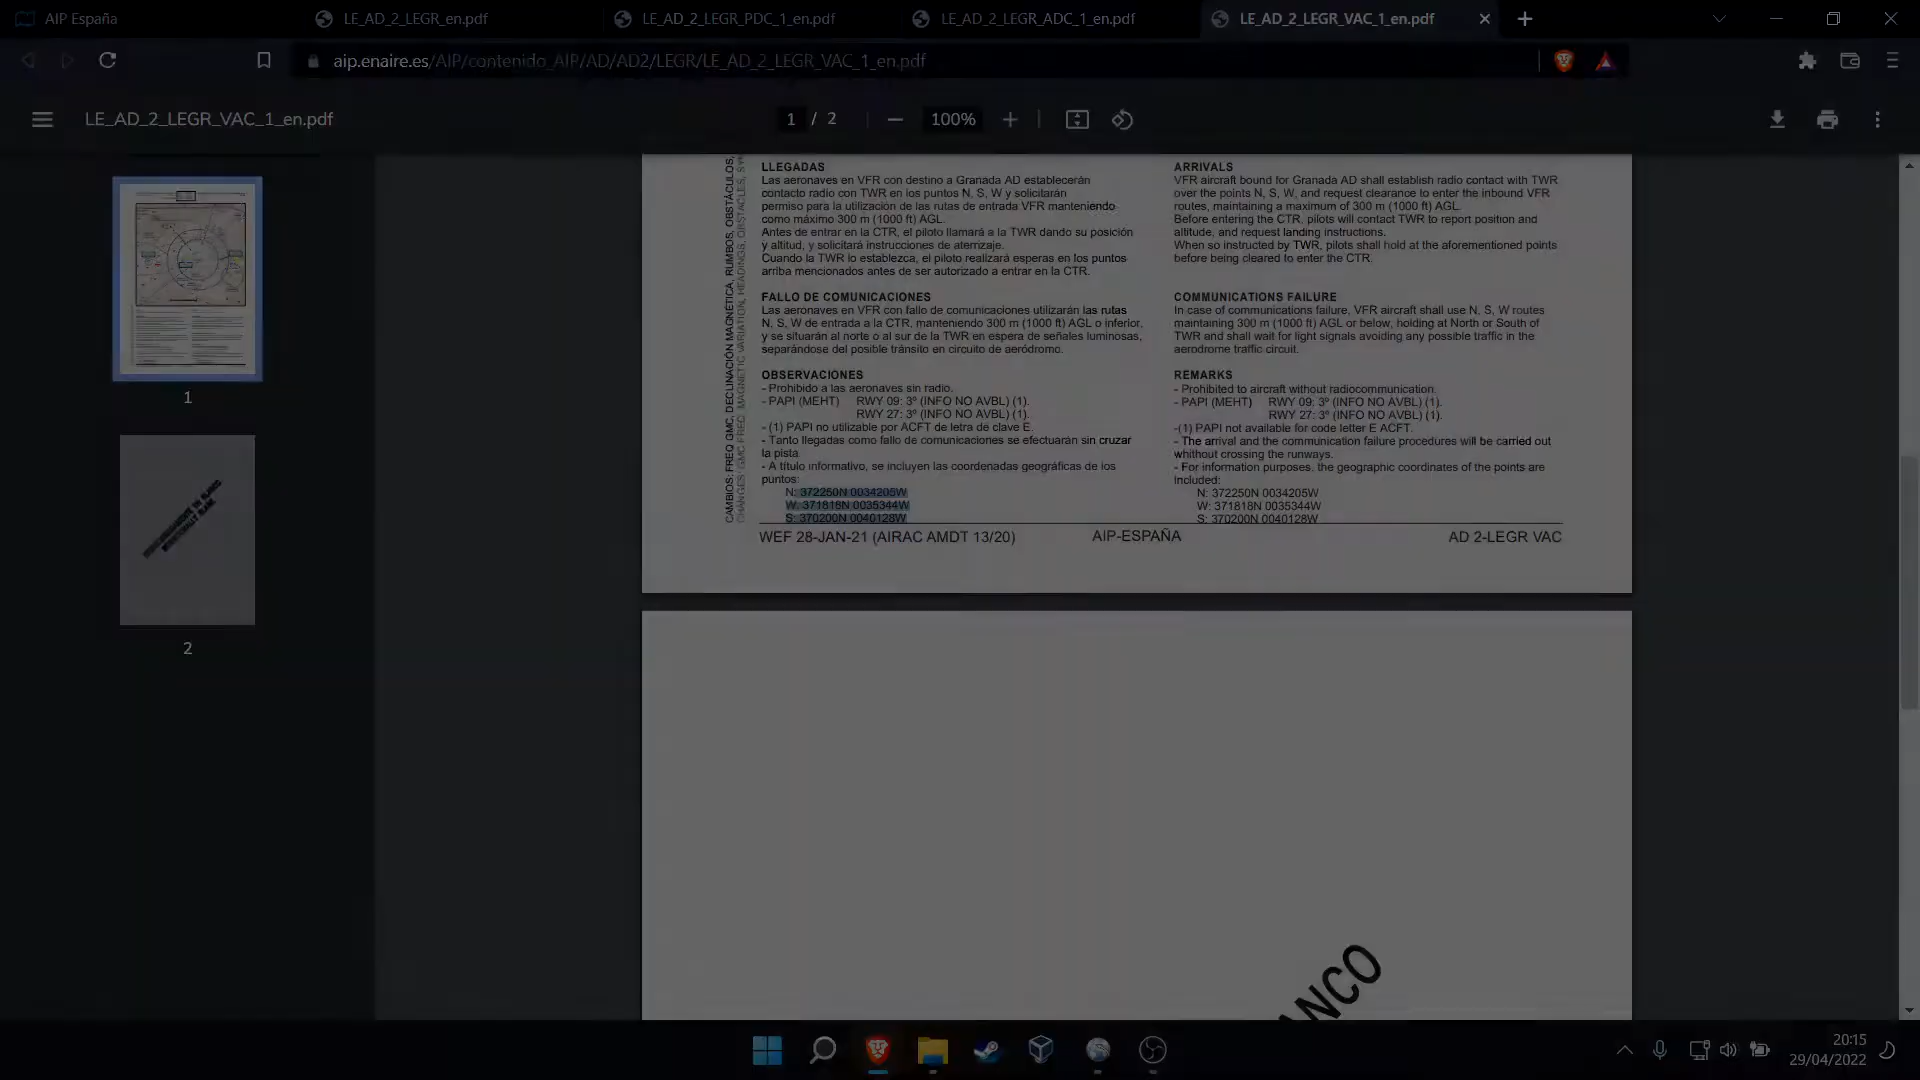 AIP España
LE_AD_2_LEGR_en.pdf
LE_AD_2_LEGR_PDC_1_en.pdf
LE_AD_2_LEGR_ADC_1_en.pdf
LE_AD_2_LEGR_VAC_1_en.pdf
aip.enaire.es/AIP/contenido_AIP/AD/AD2/LEGR/LE_AD_2_LEGR_VAC_1_en.pdf
LE_AD_2_LEGR_VAC_1_en.pdf
1 / 2
100%
1
2
CAMBIOS: FREQ GMC, DECLINACIÓN MAGNÉTICA, RUMBOS, OBSTÁCULOS,
CHANGES: GMC FREQ, MAGNETIC VARIATION, HEADINGS, OBSTACLES,
LLEGADAS
Las aeronaves en VFR con destino a Granada AD establecerán
contacto radio con TWR en los puntos N, S, W y solicitarán
permiso para la utilización de las rutas de entrada VFR manteniendo
como máximo 300 m (1000 ft) AGL.
Antes de entrar en la CTR, el piloto llamará a la TWR dando su posición
y altitud, y solicitará instrucciones de aterrizaje.
Cuando la TWR lo establezca, el piloto realizará esperas en los puntos
arriba mencionados antes de ser autorizado a entrar en la CTR.
FALLO DE COMUNICACIONES
Las aeronaves en VFR con fallo de comunicaciones utilizarán las rutas
N, S, W de entrada a la CTR, manteniendo 300 m (1000 ft) AGL o inferior,
y se situarán al norte o al sur de la TWR en espera de señales luminosas,
separándose del posible tránsito en circuito de aeródromo.
OBSERVACIONES
- Prohibido a las aeronaves sin radio.
- PAPI (MEHT) RWY 09: 3º (INFO NO AVBL) (1).
RWY 27: 3º (INFO NO AVBL) (1).
- (1) PAPI no utilizable por ACFT de letra de clave E.
- Tanto llegadas como fallo de comunicaciones se efectuarán sin cruzar
la pista.
- A título informativo, se incluyen las coordenadas geográficas de los
puntos:
N: 372250N 0034205W
W: 371818N 0035344W
S: 370200N 0040128W
ARRIVALS
VFR aircraft bound for Granada AD shall establish radio contact with TWR
over the points N, S, W, and request clearance to enter the inbound VFR
routes, maintaining a maximum of 300 m (1000 ft) AGL.
Before entering the CTR, pilots will contact TWR to report position and
altitude, and request landing instructions.
When so instructed by TWR, pilots shall hold at the aforementioned points
before being cleared to enter the CTR.
COMMUNICATIONS FAILURE
In case of communications failure, VFR aircraft shall use N, S, W routes
maintaining 300 m (1000 ft) AGL or below, holding at North or South of
TWR and shall wait for light signals avoiding any possible traffic in the
aerodrome traffic circuit.
REMARKS
- Prohibited to aircraft without radiocommunication.
- PAPI (MEHT) RWY 09: 3º (INFO NO AVBL) (1).
RWY 27: 3º (INFO NO AVBL) (1).
-(1) PAPI not available for code letter E ACFT.
- The arrival and the communication failure procedures will be carried out
whithout crossing the runways.
- For information purposes, the geographic coordinates of the points are
included:
N: 372250N 0034205W
W: 371818N 0035344W
S: 370200N 0040128W
WEF 28-JAN-21 (AIRAC AMDT 13/20)
AIP-ESPAÑA
AD 2-LEGR VAC
ANCO
20:15
29/04/2022